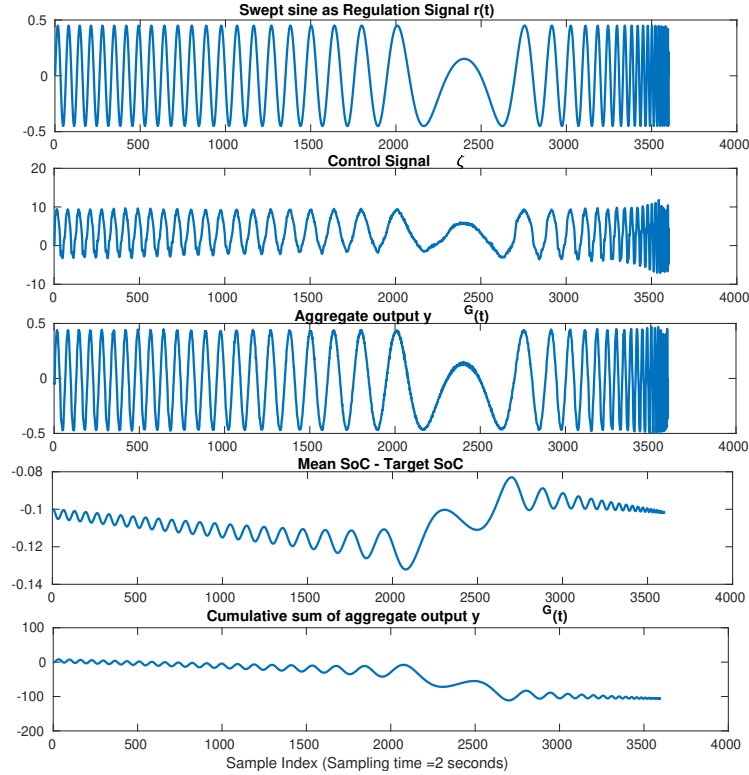 Swept sine as Regulation Signal r(t)
0.5
0
-0.5
0 500 1000 1500 2000 2500 3000 3500 4000
Control Signal ζ
20
10
0
-10
0 500 1000 1500 2000 2500 3000 3500 4000
Aggregate output y G(t)
0.5
0
-0.5
0 500 1000 1500 2000 2500 3000 3500 4000
Mean SoC - Target SoC
-0.08
-0.1
-0.12
-0.14
0 500 1000 1500 2000 2500 3000 3500 4000
Cumulative sum of aggregate output y G(t)
100
0
-100
-200
0 500 1000 1500 2000 2500 3000 3500 4000
Sample Index (Sampling time =2 seconds)